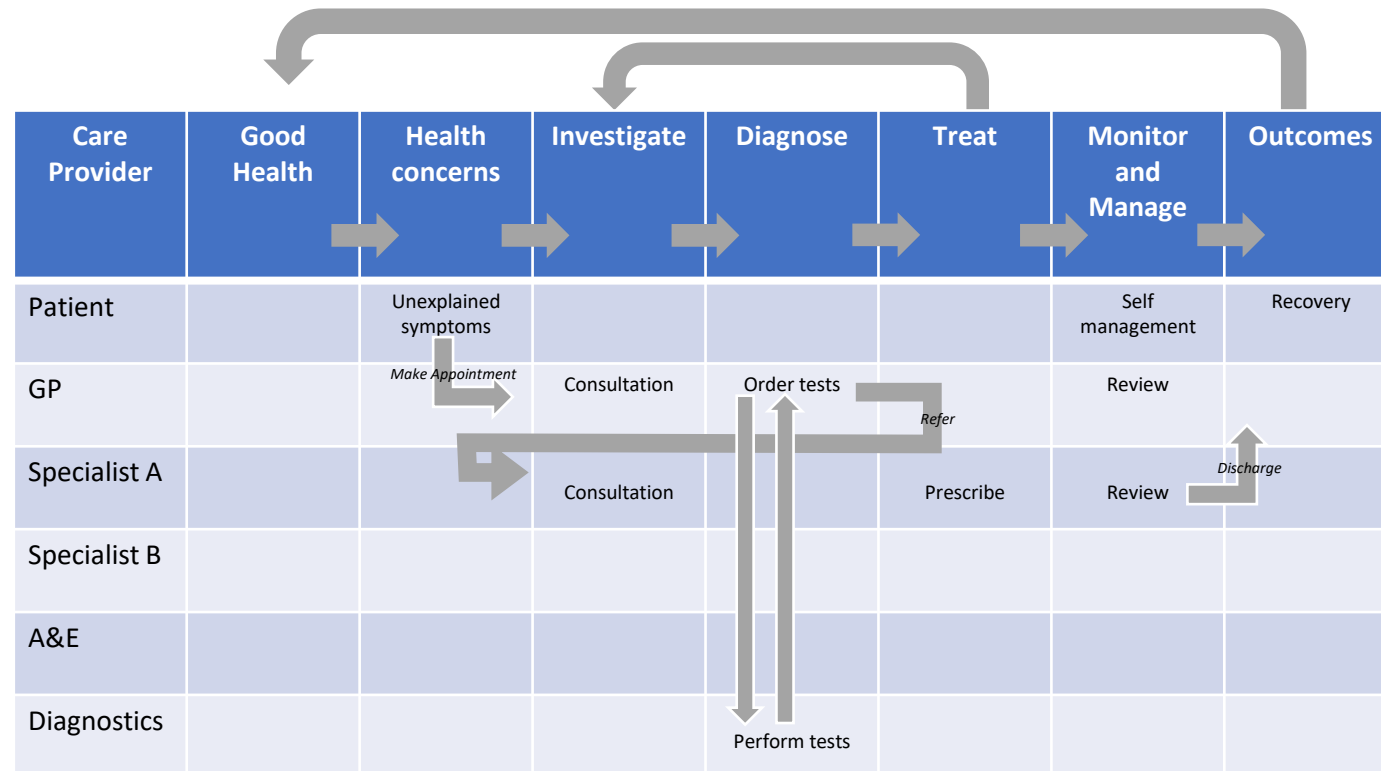 Care
Provider
Good
Health
Health
concerns
Investigate
Diagnose
Treat
Monitor
and
Manage
Outcomes
Patient
Unexplained
symptoms
Self
management
Recovery
Make Appointment
GP
Consultation
Order tests
Review
Refer
Specialist A
Consultation
Prescribe
Review
Discharge
Specialist B
A&E
Diagnostics
Perform tests